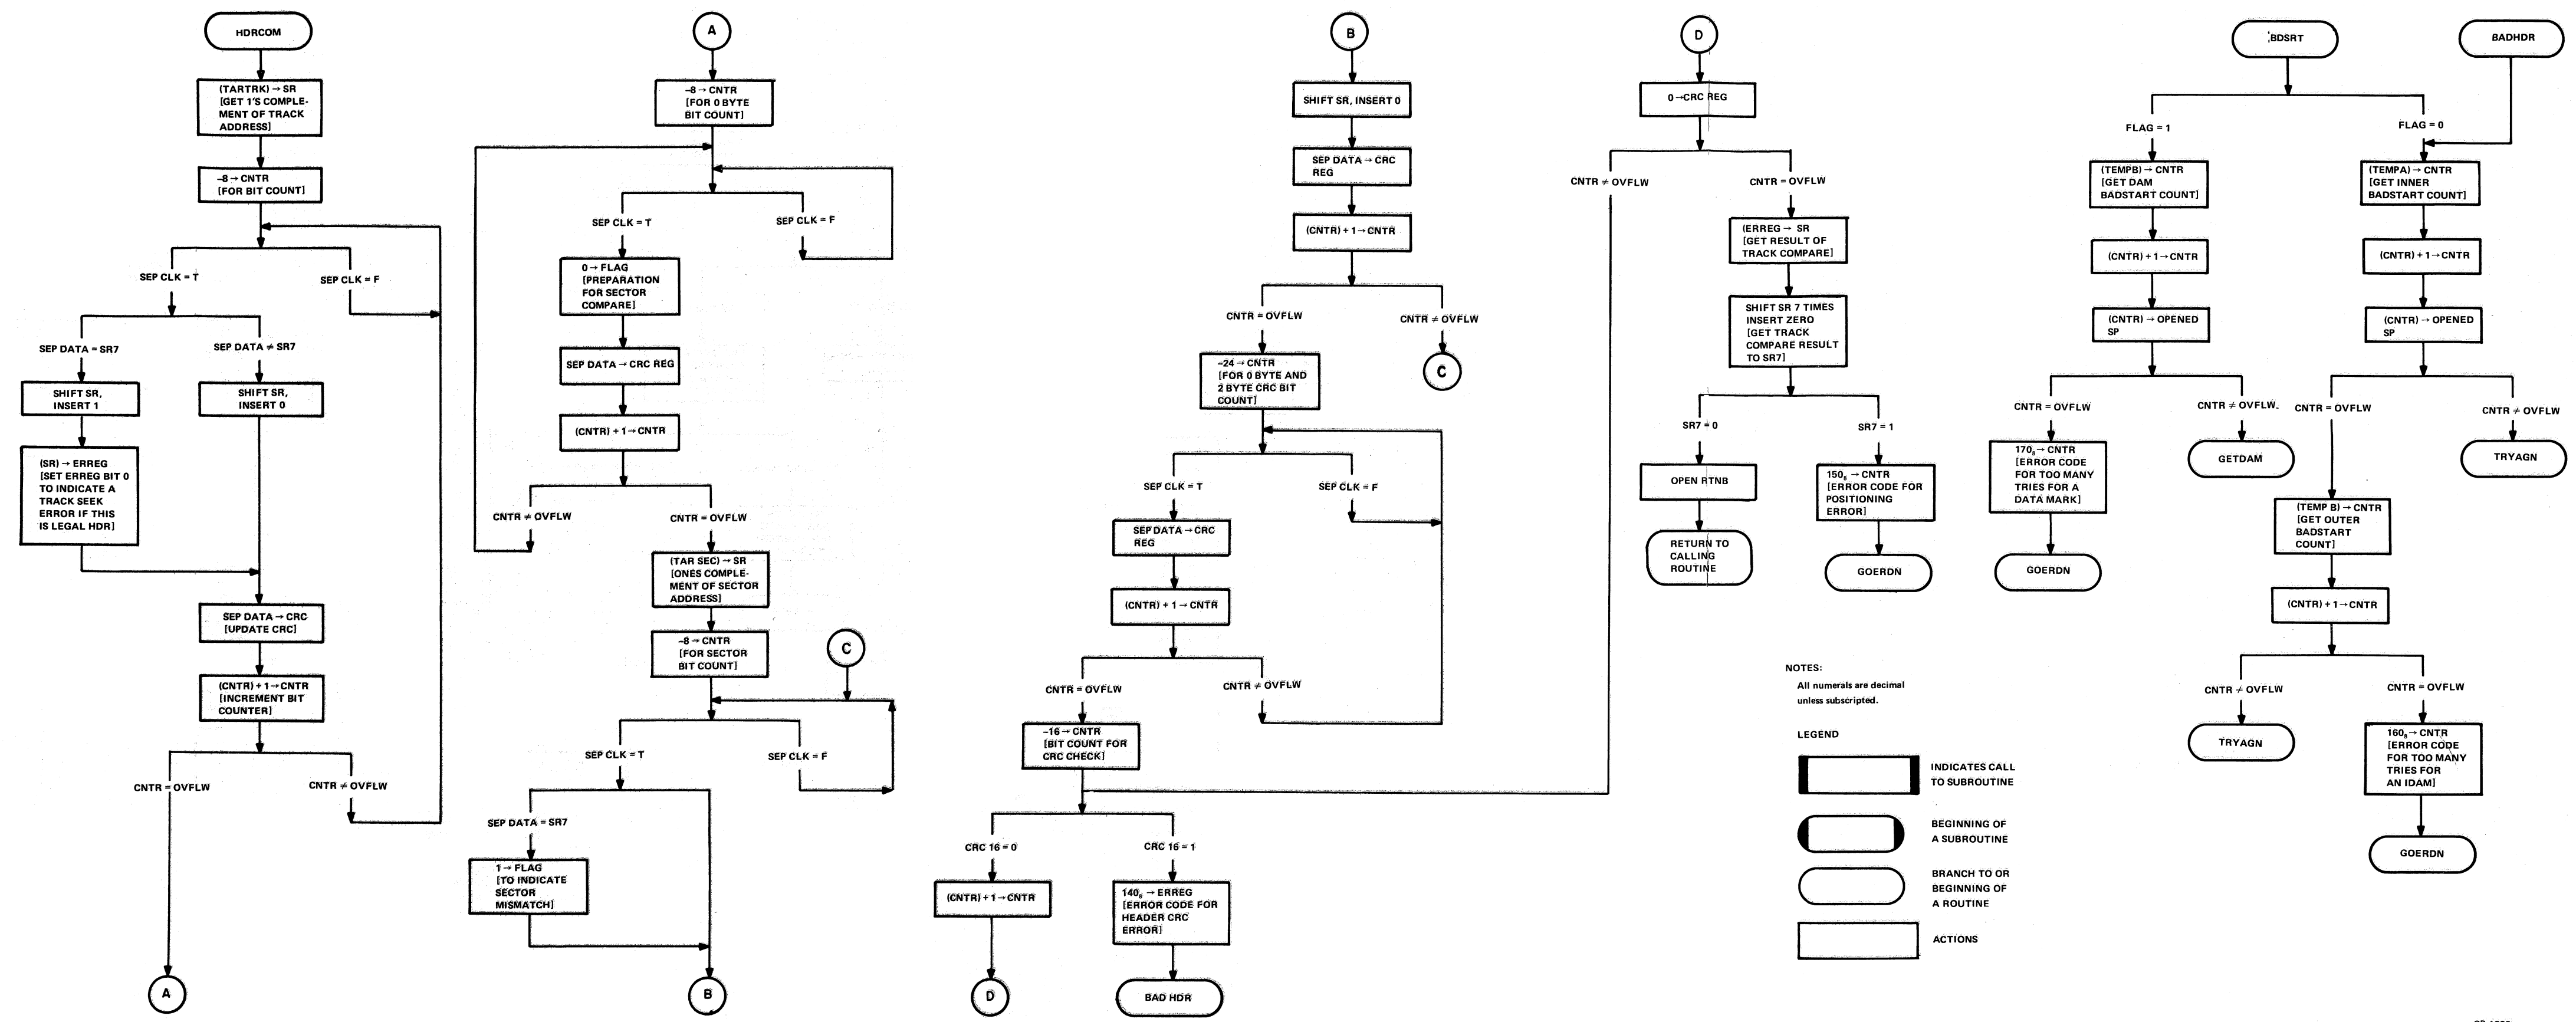 HDRCOM
(TARTRK) → SR
[GET 1'S COMPLE-
MENT OF TRACK
ADDRESS]
–8 → CNTR
[FOR BIT COUNT]
SEP CLK = T
SEP CLK = F
SEP DATA = SR7
SEP DATA ≠ SR7
SHIFT SR,
INSERT 1
SHIFT SR,
INSERT 0
(SR) → ERREG
[SET ERREG BIT 0
TO INDICATE A
TRACK SEEK
ERROR IF THIS
IS LEGAL HDR]
SEP DATA → CRC
[UPDATE CRC]
(CNTR) + 1 → CNTR
[INCREMENT BIT
COUNTER]
CNTR = OVFLW
CNTR ≠ OVFLW
A
A
–8 → CNTR
[FOR 0 BYTE
BIT COUNT]
SEP CLK = T
SEP CLK = F
0 → FLAG
[PREPARATION
FOR SECTOR
COMPARE]
SEP DATA → CRC REG
(CNTR) + 1 → CNTR
CNTR ≠ OVFLW
CNTR = OVFLW
(TAR SEC) → SR
[ONES COMPLE-
MENT OF SECTOR
ADDRESS]
–8 → CNTR
[FOR SECTOR
BIT COUNT]
C
SEP CLK = T
SEP CLK = F
SEP DATA = SR7
1 → FLAG
[TO INDICATE
SECTOR
MISMATCH]
B
B
SHIFT SR, INSERT 0
SEP DATA → CRC
REG
(CNTR) + 1 → CNTR
CNTR = OVFLW
CNTR ≠ OVFLW
C
–24 → CNTR
[FOR 0 BYTE AND
2 BYTE CRC BIT
COUNT]
SEP CLK = T
SEP CLK = F
SEP DATA → CRC
REG
(CNTR) + 1 → CNTR
CNTR = OVFLW
CNTR ≠ OVFLW
–16 → CNTR
[BIT COUNT FOR
CRC CHECK]
CRC 16 = 0
CRC 16 = 1
(CNTR) + 1 → CNTR
140₈ → ERREG
[ERROR CODE FOR
HEADER CRC
ERROR]
D
BAD HDR
D
0 → CRC REG
CNTR ≠ OVFLW
CNTR = OVFLW
(ERREG → SR
[GET RESULT OF
TRACK COMPARE]
SHIFT SR 7 TIMES
INSERT ZERO
[GET TRACK
COMPARE RESULT
TO SR7]
SR7 = 0
SR7 = 1
OPEN RTNB
150₈ → CNTR
[ERROR CODE FOR
POSITIONING
ERROR]
RETURN TO
CALLING
ROUTINE
GOERDN
BDSRT
BADHDR
FLAG = 1
FLAG = 0
(TEMPB) → CNTR
[GET DAM
BADSTART COUNT]
(CNTR) + 1 → CNTR
(CNTR) → OPENED
SP
CNTR = OVFLW
CNTR ≠ OVFLW
170₈ → CNTR
[ERROR CODE
FOR TOO MANY
TRIES FOR A
DATA MARK]
GETDAM
GOERDN
(TEMPA) → CNTR
[GET INNER
BADSTART COUNT]
(CNTR) + 1 → CNTR
(CNTR) → OPENED
SP
CNTR = OVFLW
CNTR ≠ OVFLW
TRYAGN
(TEMP B) → CNTR
[GET OUTER
BADSTART
COUNT]
(CNTR) + 1 → CNTR
CNTR ≠ OVFLW
CNTR = OVFLW
TRYAGN
160₈ → CNTR
[ERROR CODE
FOR TOO MANY
TRIES FOR
AN IDAM]
GOERDN
NOTES:
All numerals are decimal
unless subscripted.
LEGEND
INDICATES CALL
TO SUBROUTINE
BEGINNING OF
A SUBROUTINE
BRANCH TO OR
BEGINNING OF
A ROUTINE
ACTIONS